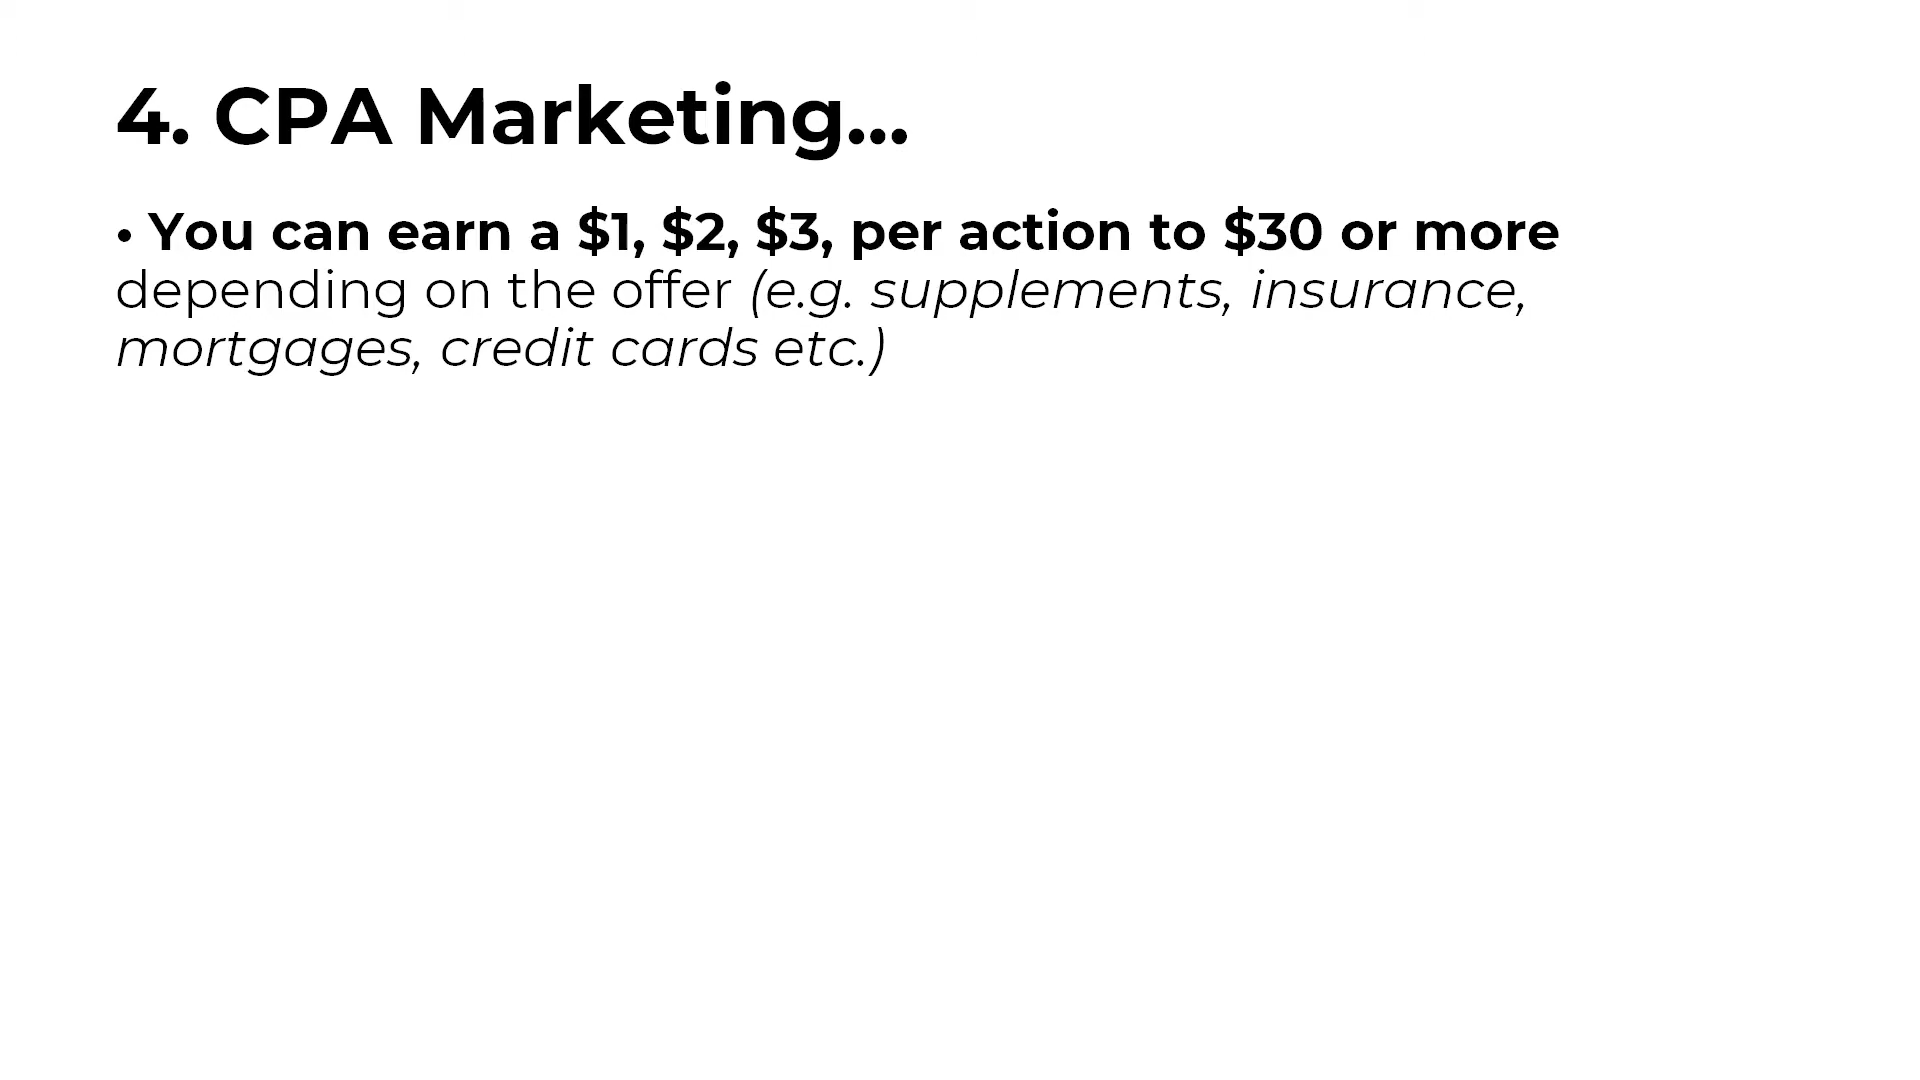 4. CPA Marketing...
• You can earn a $1, $2, $3, per action to $30 or more
depending on the offer (e.g. supplements, insurance,
mortgages, credit cards etc.)